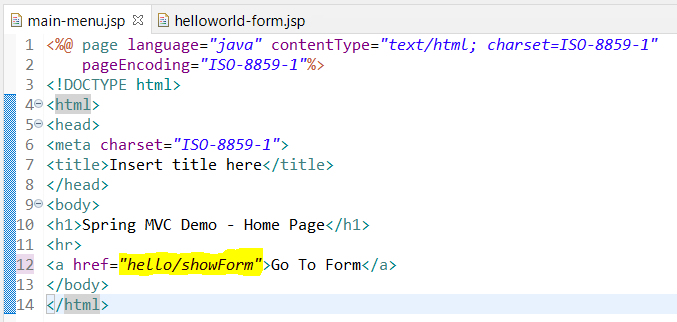 main-menu.jsp helloworld-form.jsp
1 <%@ page language="java" contentType="text/html; charset=ISO-8859-1"
2     pageEncoding="ISO-8859-1"%>
3 <!DOCTYPE html>
4 <html>
5 <head>
6 <meta charset="ISO-8859-1">
7 <title>Insert title here</title>
8 </head>
9 <body>
10 <h1>Spring MVC Demo - Home Page</h1>
11 <hr>
12 <a href="hello/showForm">Go To Form</a>
13 </body>
14 </html>